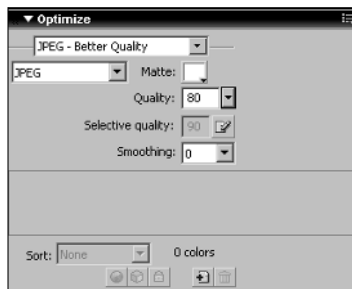 Optimize
JPEG - Better Quality
JPEG Matte:
Quality: 80
Selective quality: 90
Smoothing: 0
Sort: None 0 colors